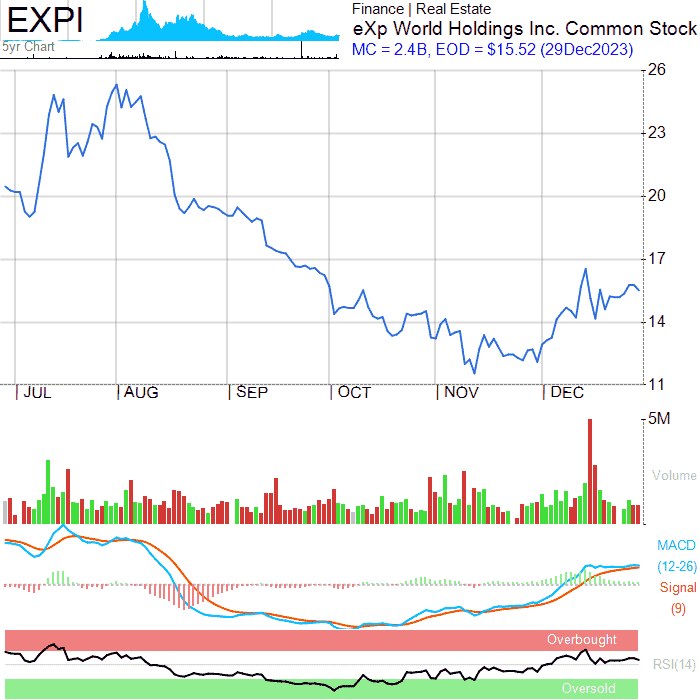 EXPI
Finance | Real Estate
eXp World Holdings Inc. Common Stock
5yr Chart
MC = 2.4B, EOD = $15.52 (29Dec2023)
26
23
20
17
14
11
JUL AUG SEP OCT NOV DEC
5M
Volume
MACD
(12-26)
Signal
(9)
Overbought
RSI(14)
Oversold